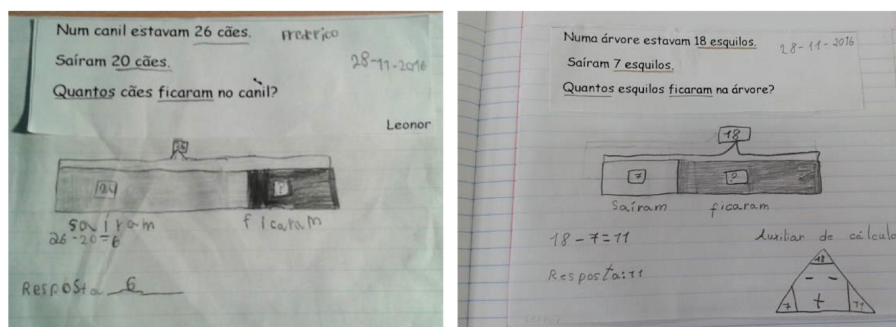 Num canil estavam 26 cães.
Frederico
28-11-2016
Saíram 20 cães.
Quantos cães ficaram no canil?
Leonor
26
?
saíram
ficaram
26-20=6
Resposta 6
Numa árvore estavam 18 esquilos.
28-11-2016
Saíram 7 esquilos.
Quantos esquilos ficaram na árvore?
18
7
?
Saíram
ficaram
18-7=11
Auxiliar de cálculo
Resposta:11
18
- -
7
+
11